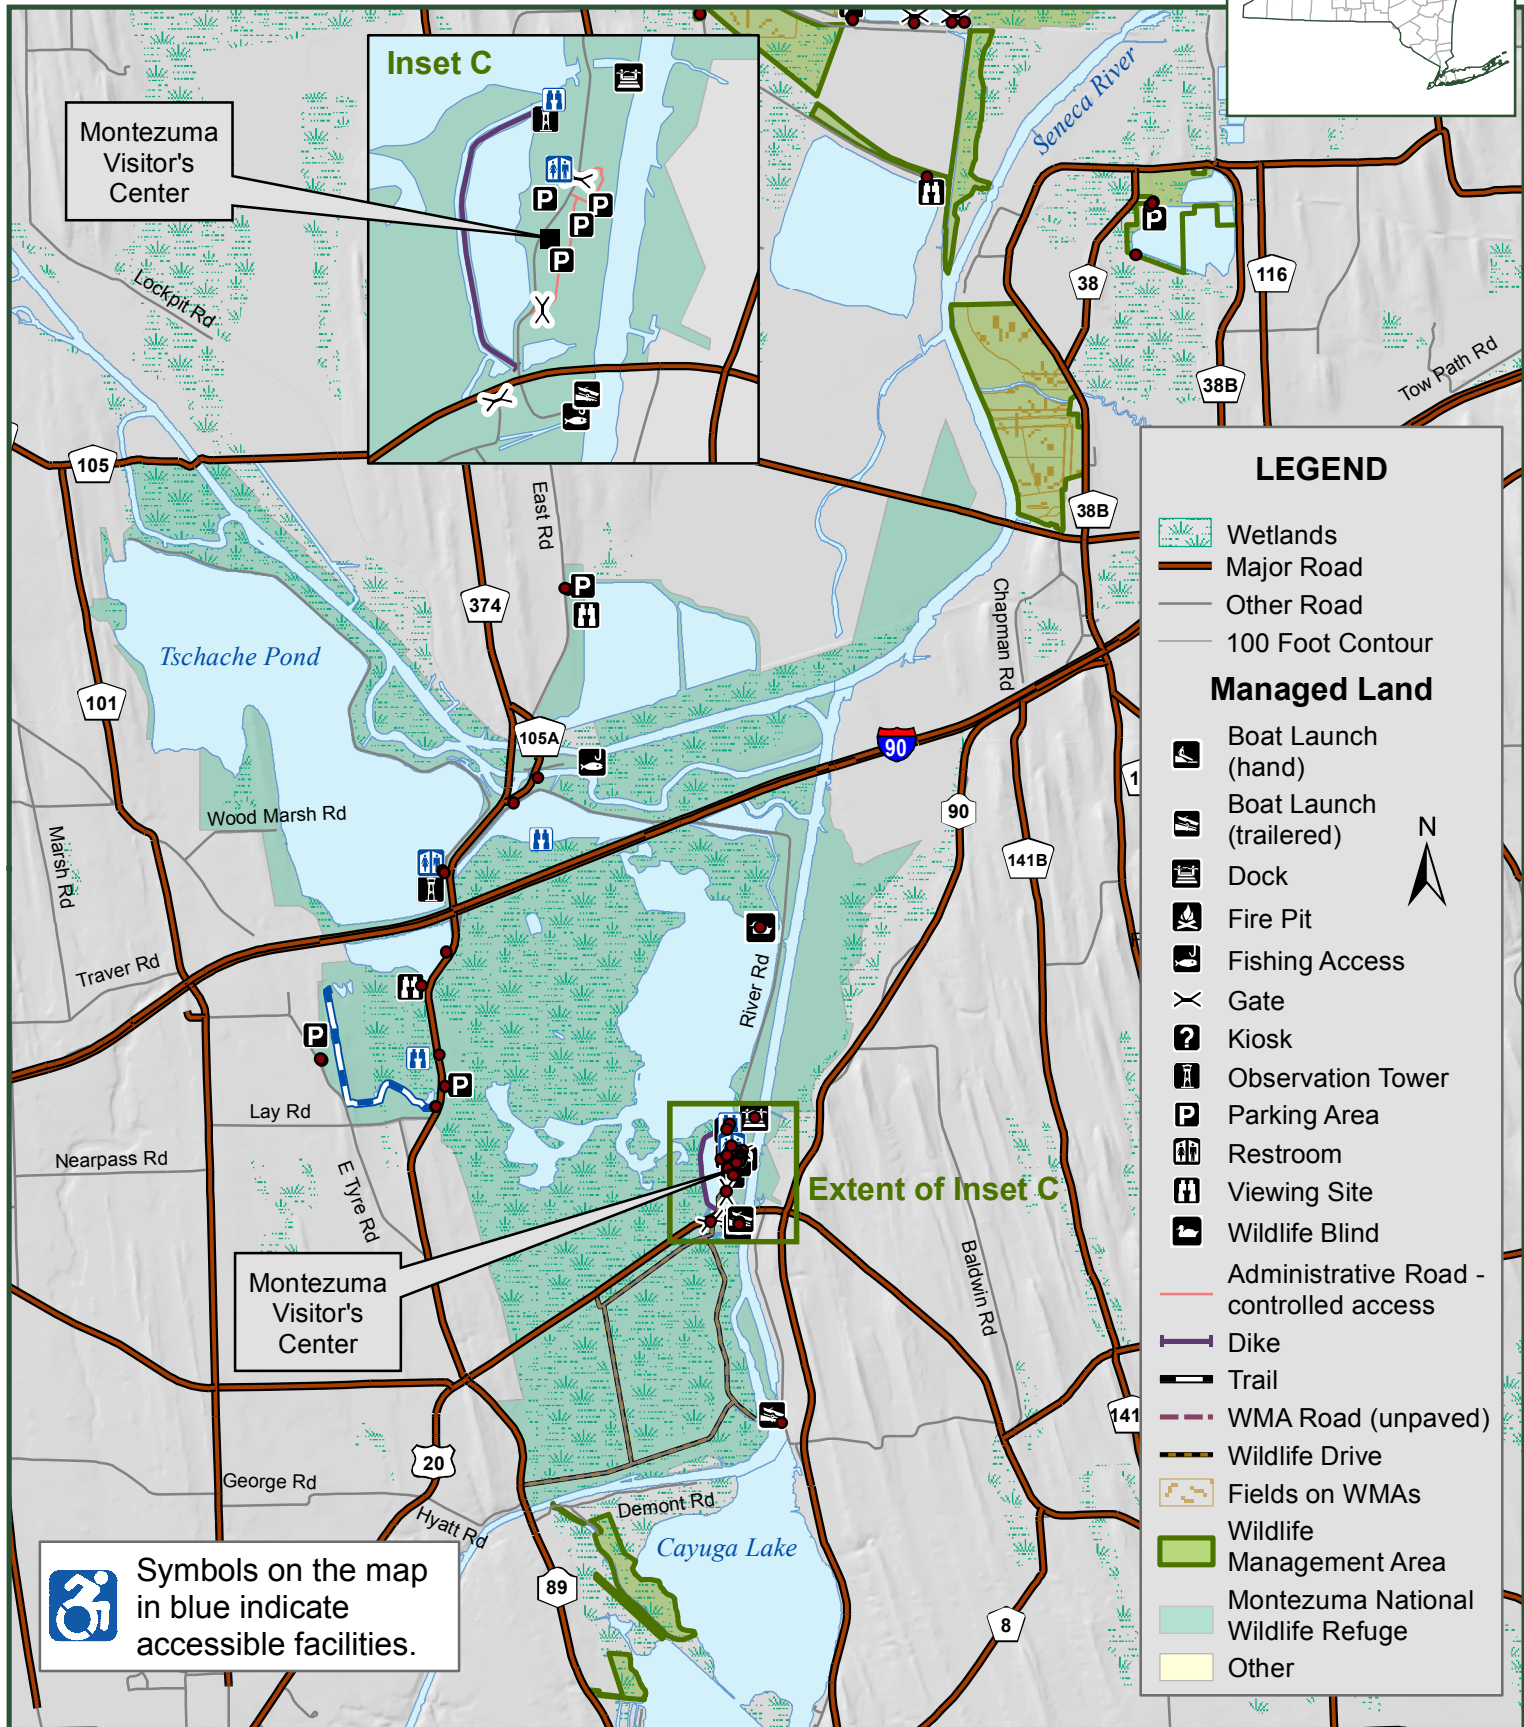 Inset C
Montezuma
Visitor's
Center
P
P
P
P
Seneca River
P
38
116
38B
Tow Path Rd
Lockpit Rd
105
East Rd
38B
374
P
Chapman Rd
Tschache Pond
101
105A
90
90
141B
Wood Marsh Rd
Marsh Rd
Traver Rd
River Rd
P
P
Lay Rd
Nearpass Rd
E Tyre Rd
Extent of Inset C
Baldwin Rd
Montezuma
Visitor's
Center
141
20
George Rd
Hyatt Rd
Demont Rd
Cayuga Lake
89
8
Symbols on the map
in blue indicate
accessible facilities.
LEGEND
Wetlands
Major Road
Other Road
100 Foot Contour
Managed Land
Boat Launch
(hand)
Boat Launch
(trailered)
N
Dock
Fire Pit
Fishing Access
Gate
?
Kiosk
Observation Tower
P
Parking Area
Restroom
Viewing Site
Wildlife Blind
Administrative Road -
controlled access
Dike
Trail
WMA Road (unpaved)
Wildlife Drive
Fields on WMAs
Wildlife
Management Area
Montezuma National
Wildlife Refuge
Other